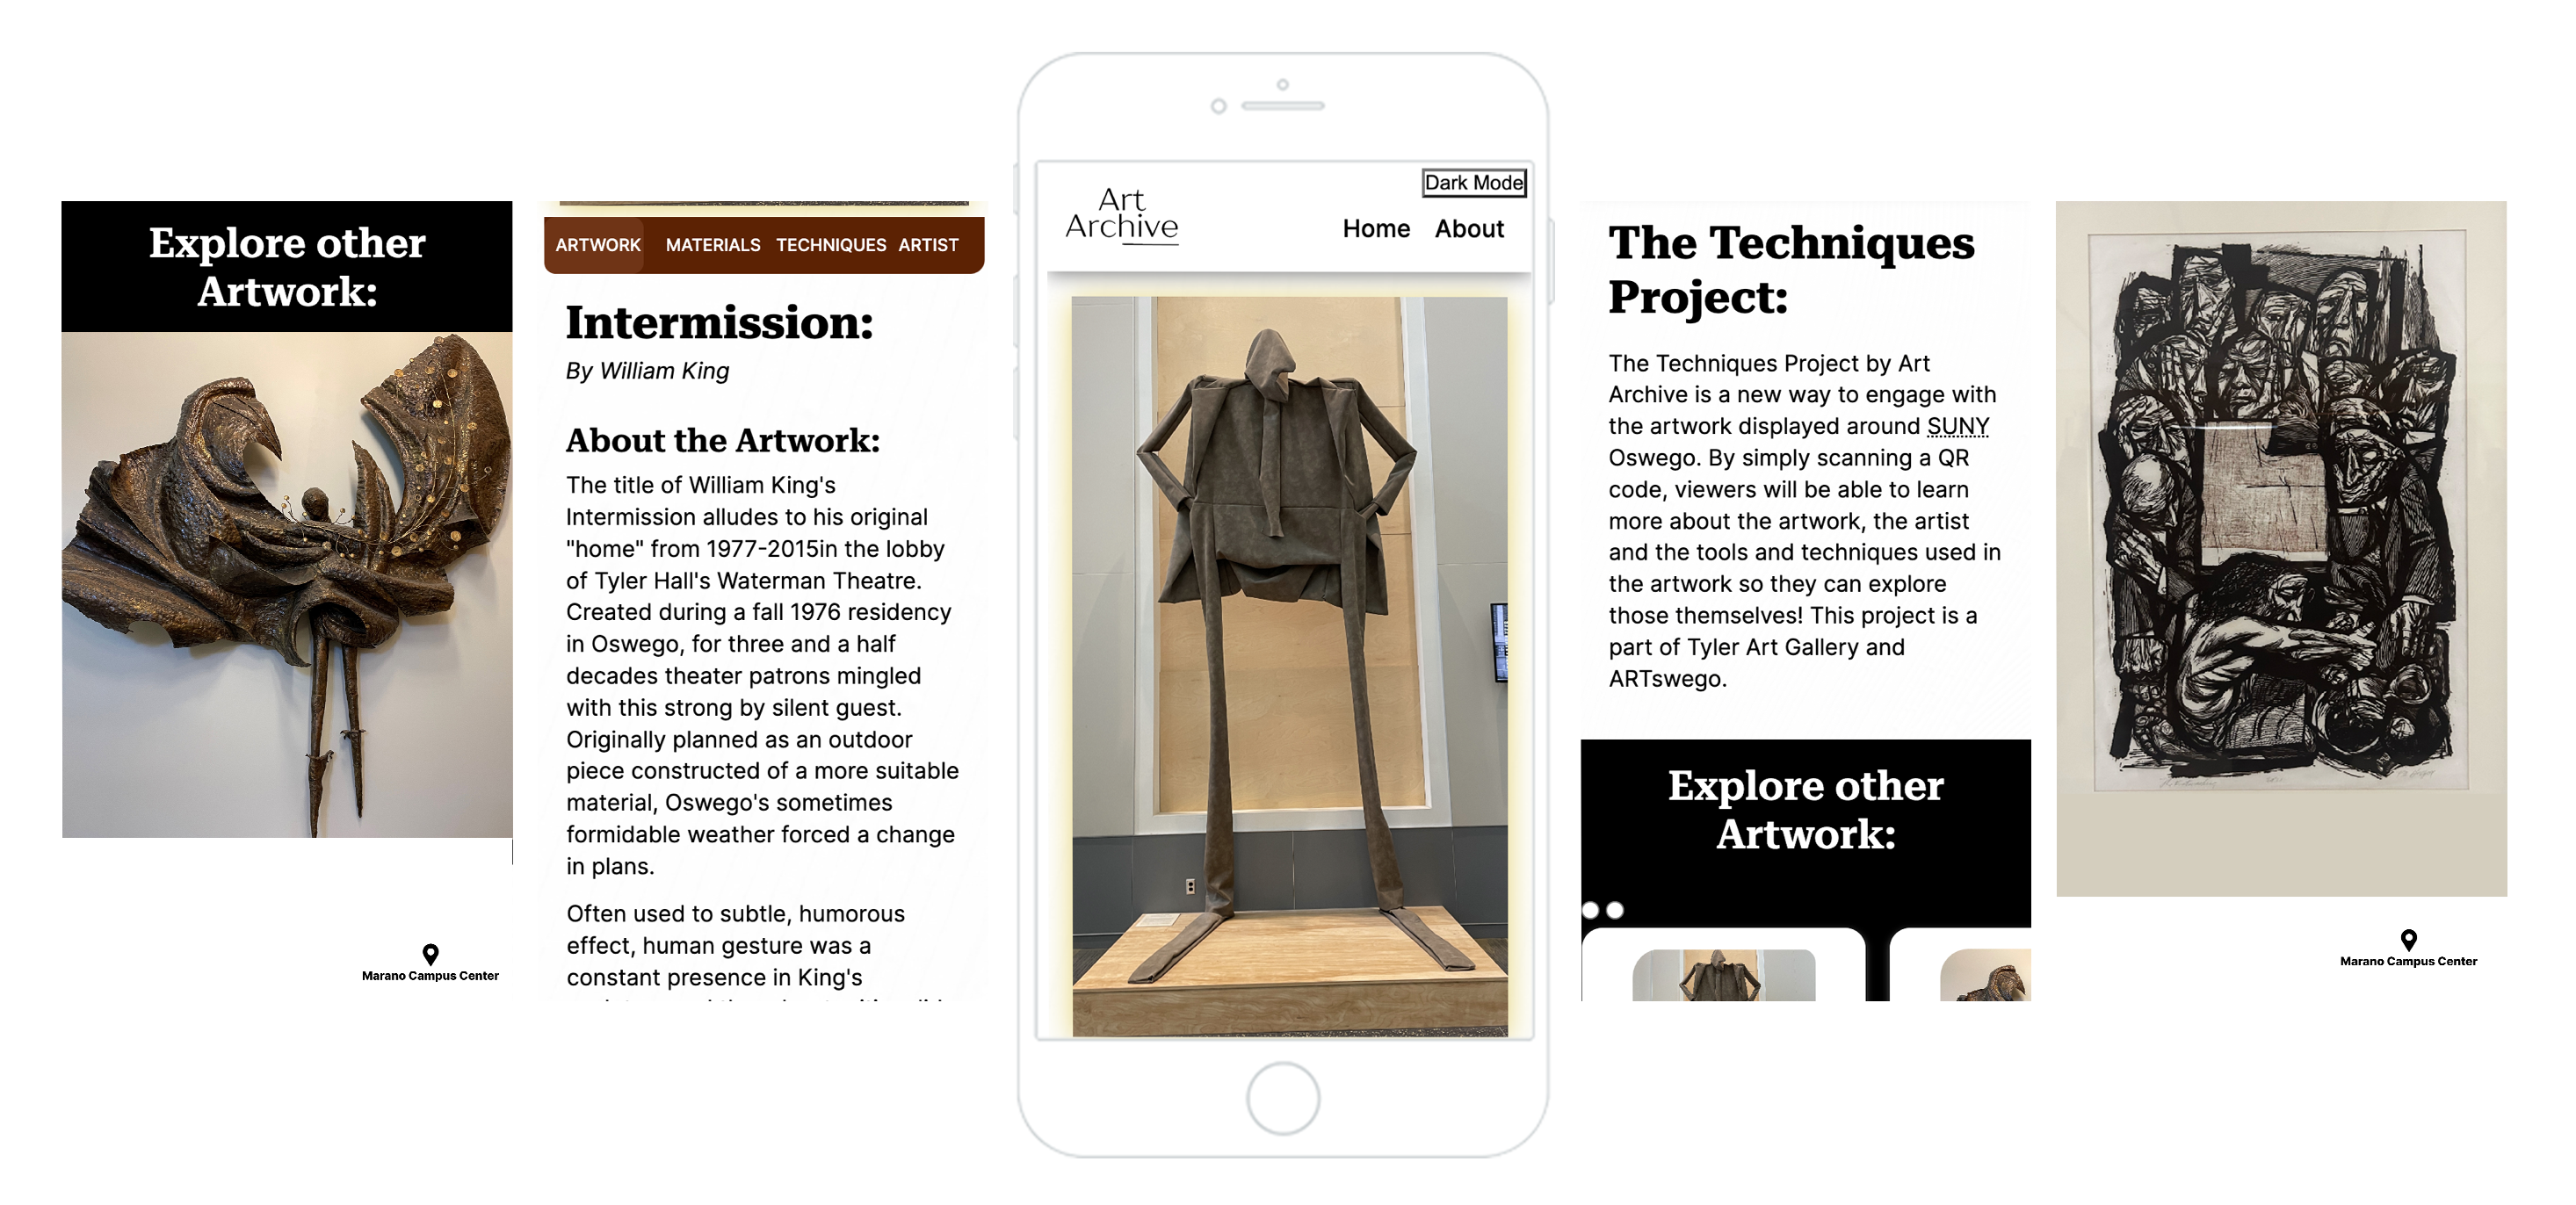 Explore other
Artwork:
Marano Campus Center
ARTWORK MATERIALS TECHNIQUES ARTIST
Intermission:
By William King
About the Artwork:
The title of William King's
Intermission alludes to his original
"home" from 1977-2015in the lobby
of Tyler Hall's Waterman Theatre.
Created during a fall 1976 residency
in Oswego, for three and a half
decades theater patrons mingled
with this strong by silent guest.
Originally planned as an outdoor
piece constructed of a more suitable
material, Oswego's sometimes
formidable weather forced a change
in plans.
Often used to subtle, humorous
effect, human gesture was a
constant presence in King's
Dark Mode
Art
Archive
Home About
The Techniques
Project:
The Techniques Project by Art
Archive is a new way to engage with
the artwork displayed around SUNY
Oswego. By simply scanning a QR
code, viewers will be able to learn
more about the artwork, the artist
and the tools and techniques used in
the artwork so they can explore
those themselves! This project is a
part of Tyler Art Gallery and
ARTswego.
Explore other
Artwork:
Marano Campus Center